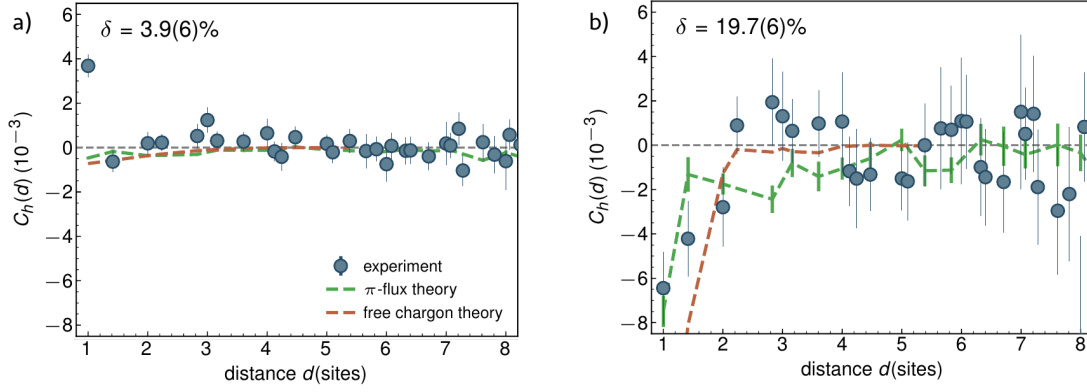 a)
δ = 3.9(6)%
6
4
2
0
−2
−4
−6
−8
C_h(d) (10⁻³)
experiment
π-flux theory
free chargon theory
1 2 3 4 5 6 7 8
distance d(sites)
b)
δ = 19.7(6)%
6
4
2
0
−2
−4
−6
−8
C_h(d) (10⁻³)
1 2 3 4 5 6 7 8
distance d(sites)